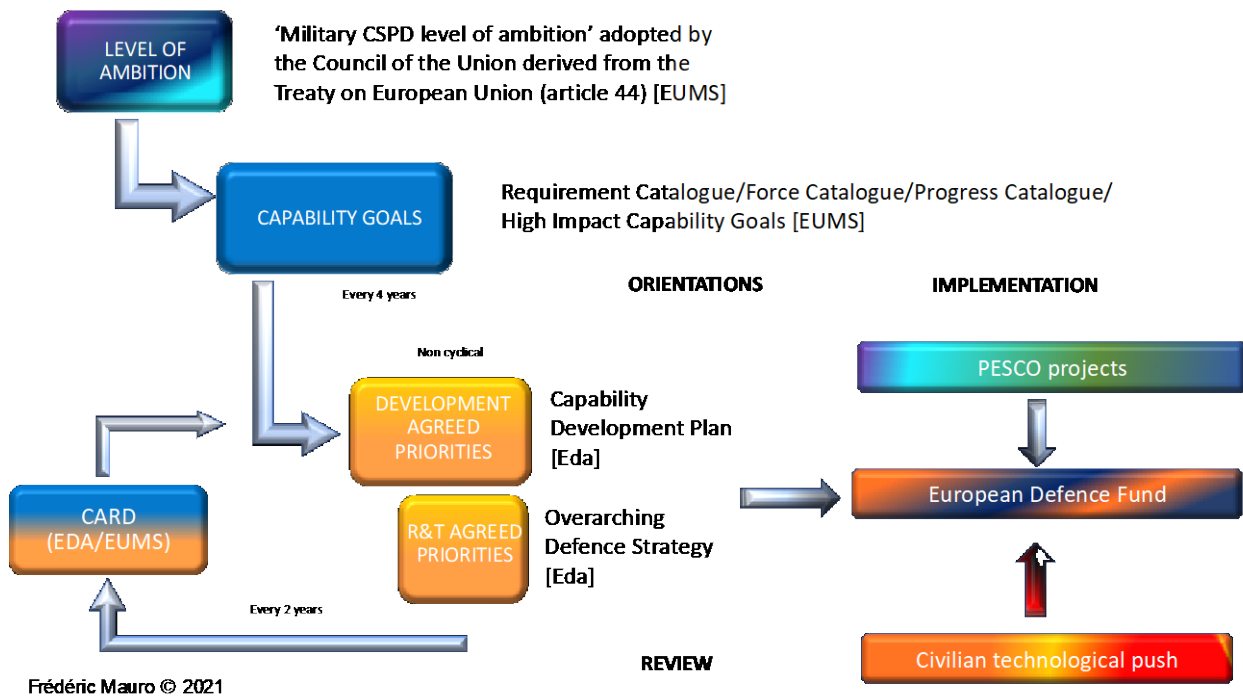 LEVEL OF
AMBITION
‘Military CSPD level of ambition’ adopted by
the Council of the Union derived from the
Treaty on European Union (article 44) [EUMS]
CAPABILITY GOALS
Requirement Catalogue/Force Catalogue/Progress Catalogue/
High Impact Capability Goals [EUMS]
ORIENTATIONS
IMPLEMENTATION
Every 4 years
Non cyclical
PESCO projects
DEVELOPMENT
AGREED
PRIORITIES
Capability
Development Plan
[Eda]
European Defence Fund
CARD
(EDA/EUMS)
R&T AGREED
PRIORITIES
Overarching
Defence Strategy
[Eda]
Every 2 years
REVIEW
Civilian technological push
Frédéric Mauro © 2021